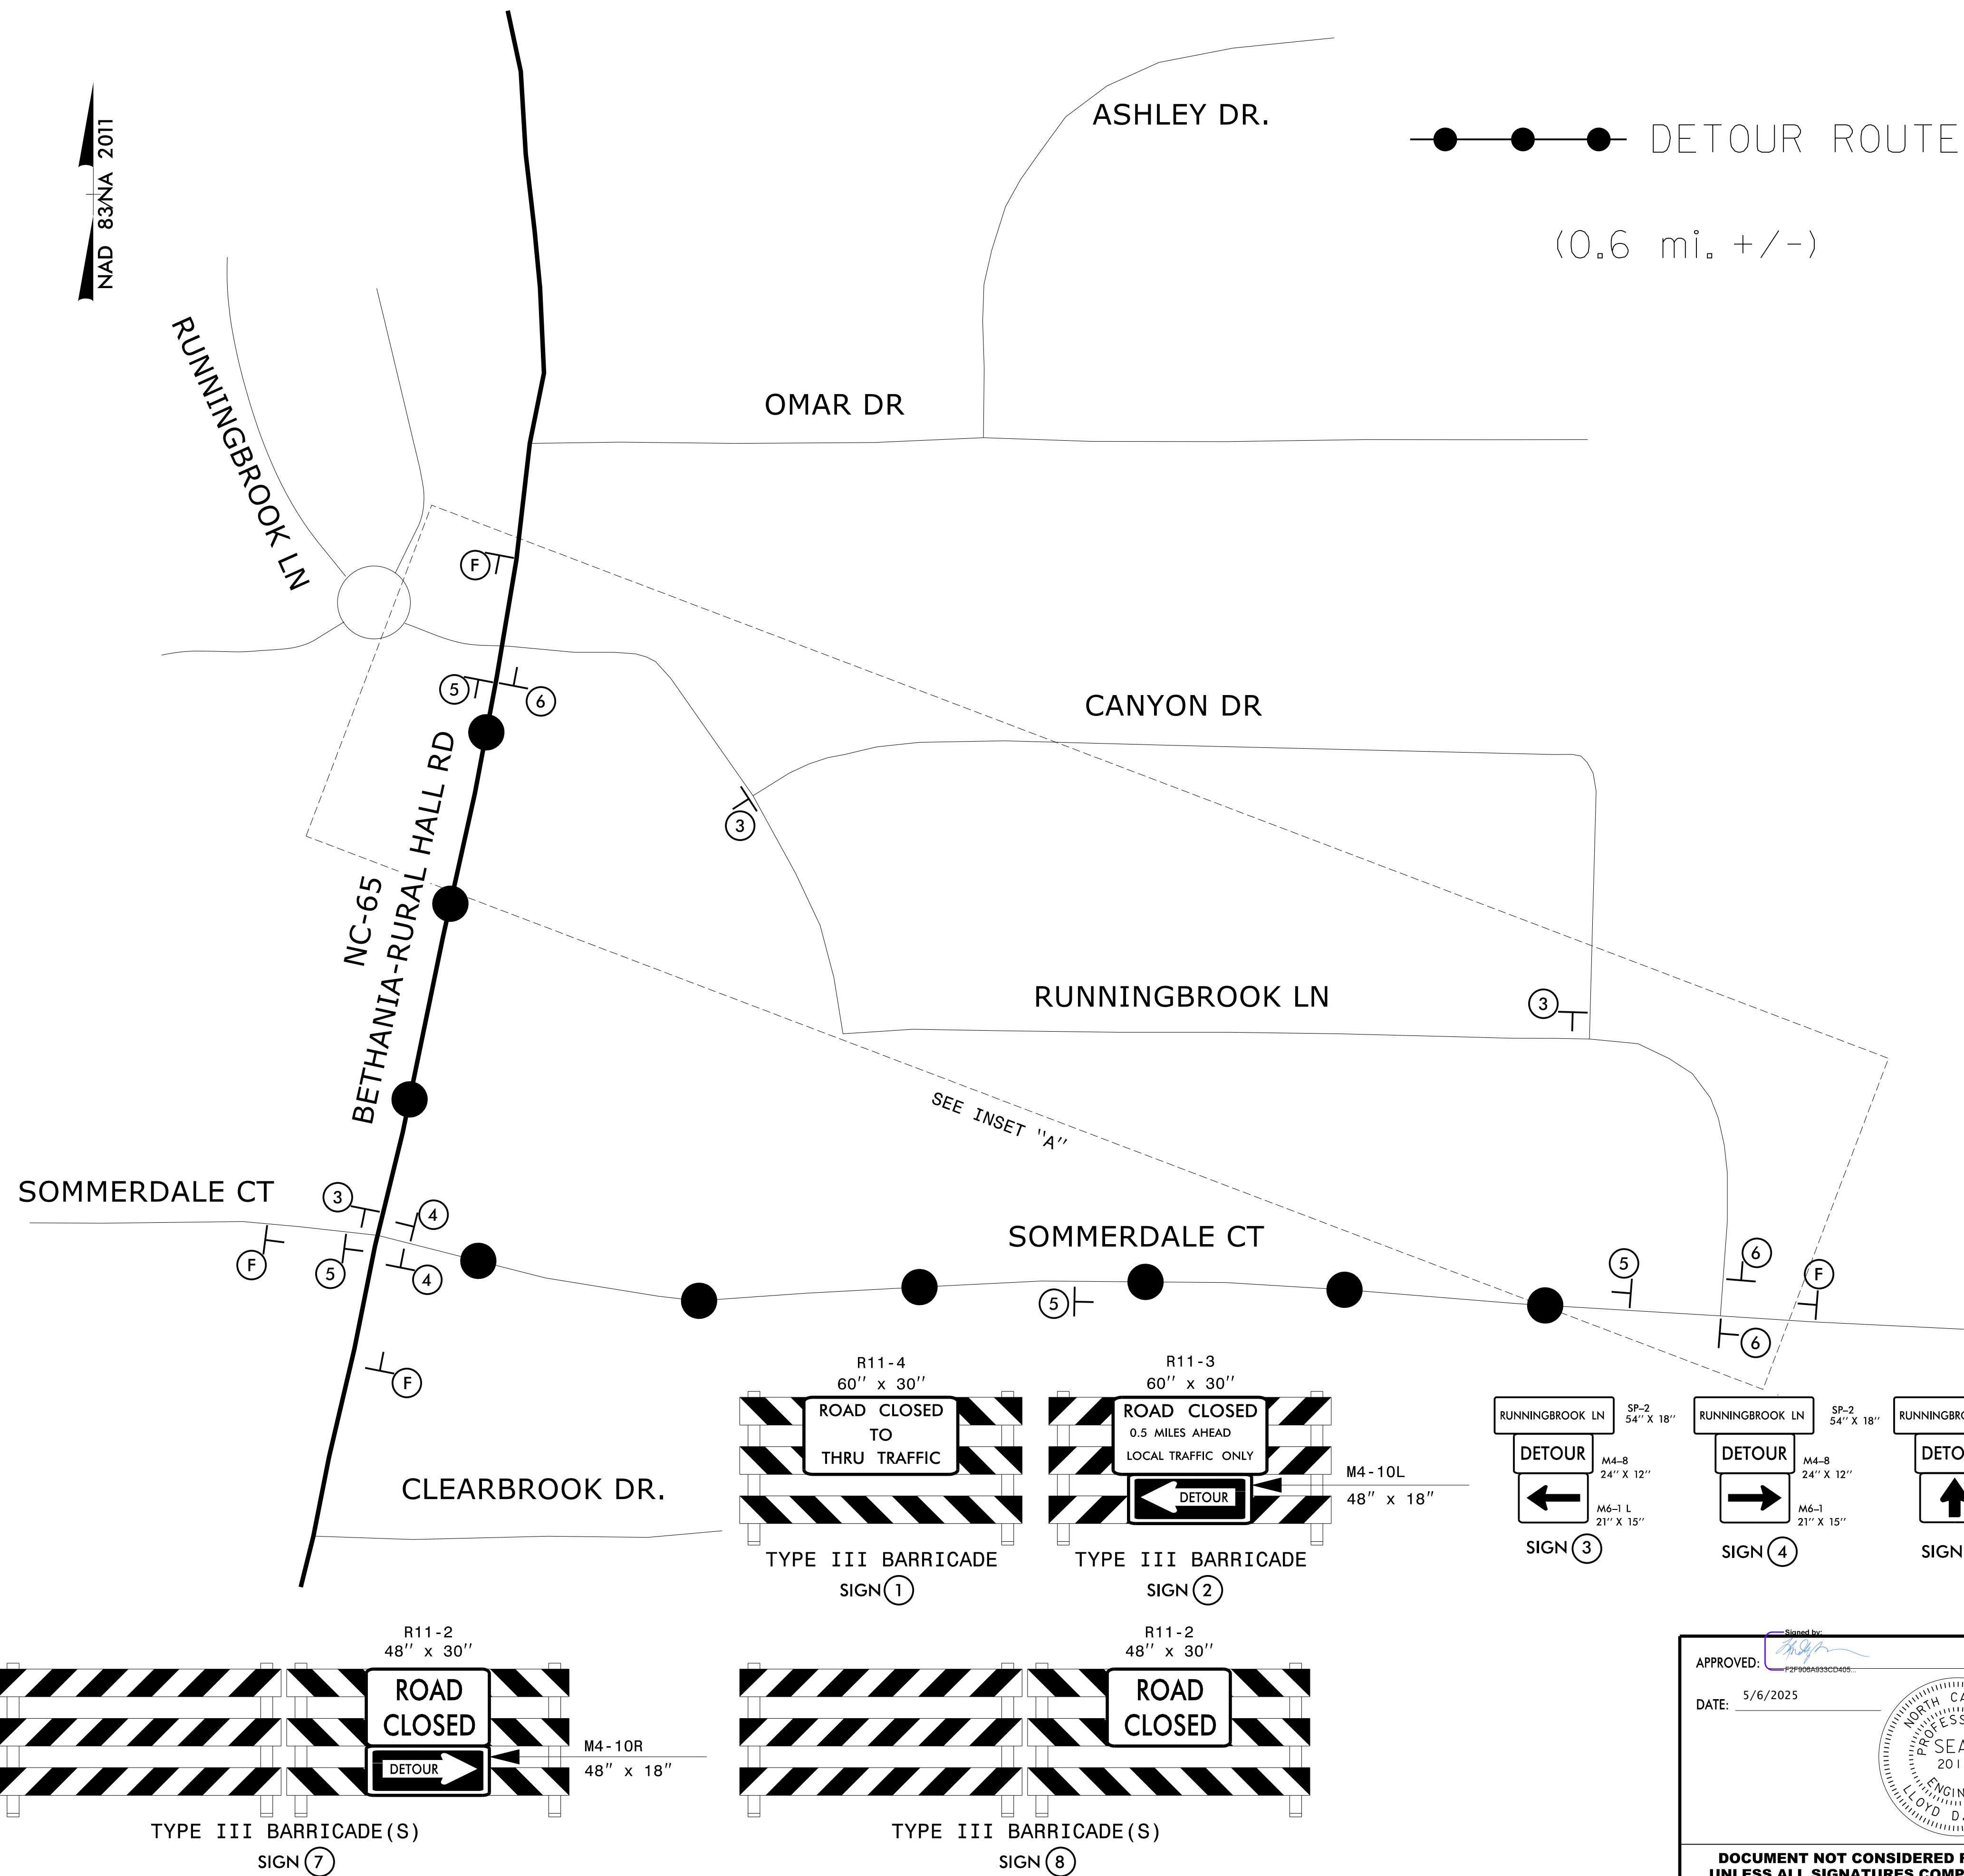 ASHLEY DR.
DETOUR ROUTE
(0.6 mi. +/-)
NAD 83/NA 2011
RUNNINGBROOK LN
OMAR DR
F
5
6
CANYON DR
3
NC-65
BETHANIA-RURAL HALL RD
RUNNINGBROOK LN
3
SEE INSET "A"
SOMMERDALE CT
3
4
F
5
4
SOMMERDALE CT
5
5
6
F
6
F
CLEARBROOK DR.
R11-4
60" x 30"
ROAD CLOSED
TO
THRU TRAFFIC
TYPE III BARRICADE
SIGN 1
R11-3
60" x 30"
ROAD CLOSED
0.5 MILES AHEAD
LOCAL TRAFFIC ONLY
DETOUR
M4-10L
48" x 18"
TYPE III BARRICADE
SIGN 2
RUNNINGBROOK LN
SP-2
54" X 18"
DETOUR
M4-8
24" X 12"
M6-1 L
21" X 15"
SIGN 3
RUNNINGBROOK LN
SP-2
54" X 18"
DETOUR
M4-8
24" X 12"
M6-1
21" X 15"
SIGN 4
SIGN
R11-2
48" x 30"
ROAD
CLOSED
DETOUR
M4-10R
48" x 18"
TYPE III BARRICADE(S)
SIGN 7
R11-2
48" x 30"
ROAD
CLOSED
TYPE III BARRICADE(S)
SIGN 8
Signed by:
APPROVED:
F2F906A933CD405...
DATE: 5/6/2025
NORTH
LLOYD D.
DOCUMENT NOT CONSIDERED
UNLESS ALL SIGNATURES